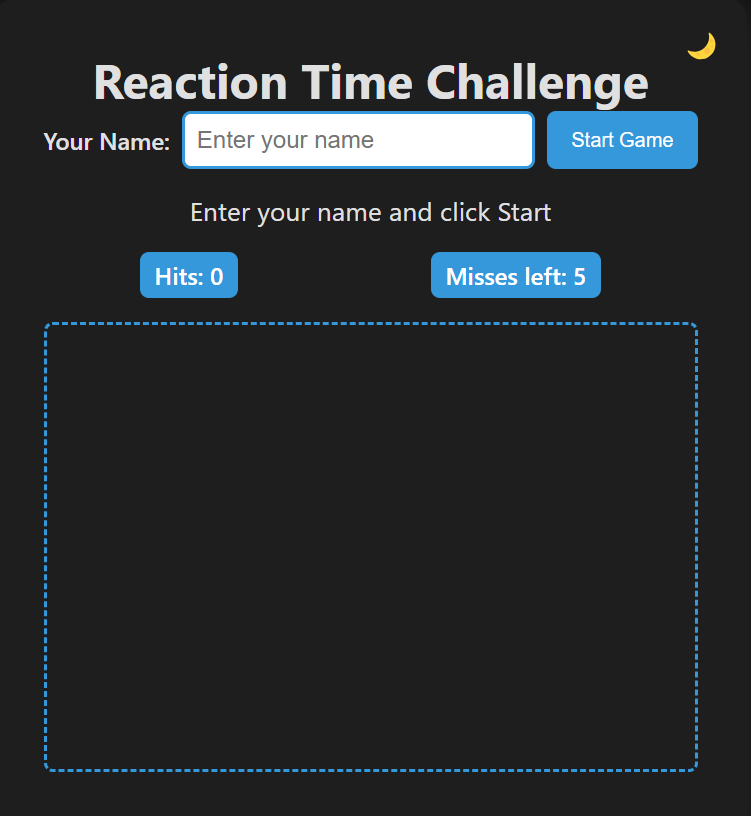 Reaction Time Challenge
Your Name: Enter your name Start Game
Enter your name and click Start
Hits: 0 Misses left: 5